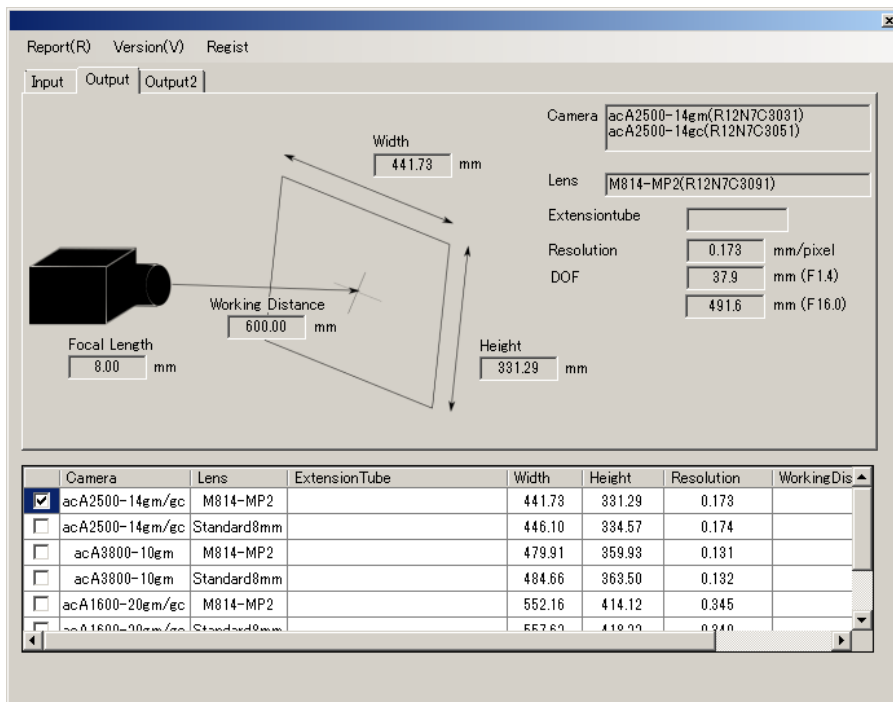 Report(R) Version(V) Regist
Input Output Output2
Camera acA2500-14gm(R12N7C3031)
acA2500-14gc(R12N7C3051)
Width
441.73 mm
Lens M814-MP2(R12N7C3091)
Extensiontube
Resolution 0.173 mm/pixel
DOF 37.9 mm (F1.4)
491.6 mm (F16.0)
Working Distance
600.00 mm
Focal Length
8.00 mm
Height
331.29 mm
Camera Lens ExtensionTube Width Height Resolution WorkingDis
acA2500-14gm/gc M814-MP2 441.73 331.29 0.173
acA2500-14gm/gc Standard8mm 446.10 334.57 0.174
acA3800-10gm M814-MP2 479.91 359.93 0.131
acA3800-10gm Standard8mm 484.66 363.50 0.132
acA1600-20gm/gc M814-MP2 552.16 414.12 0.345
acA1600-20gm/gc Standard8mm